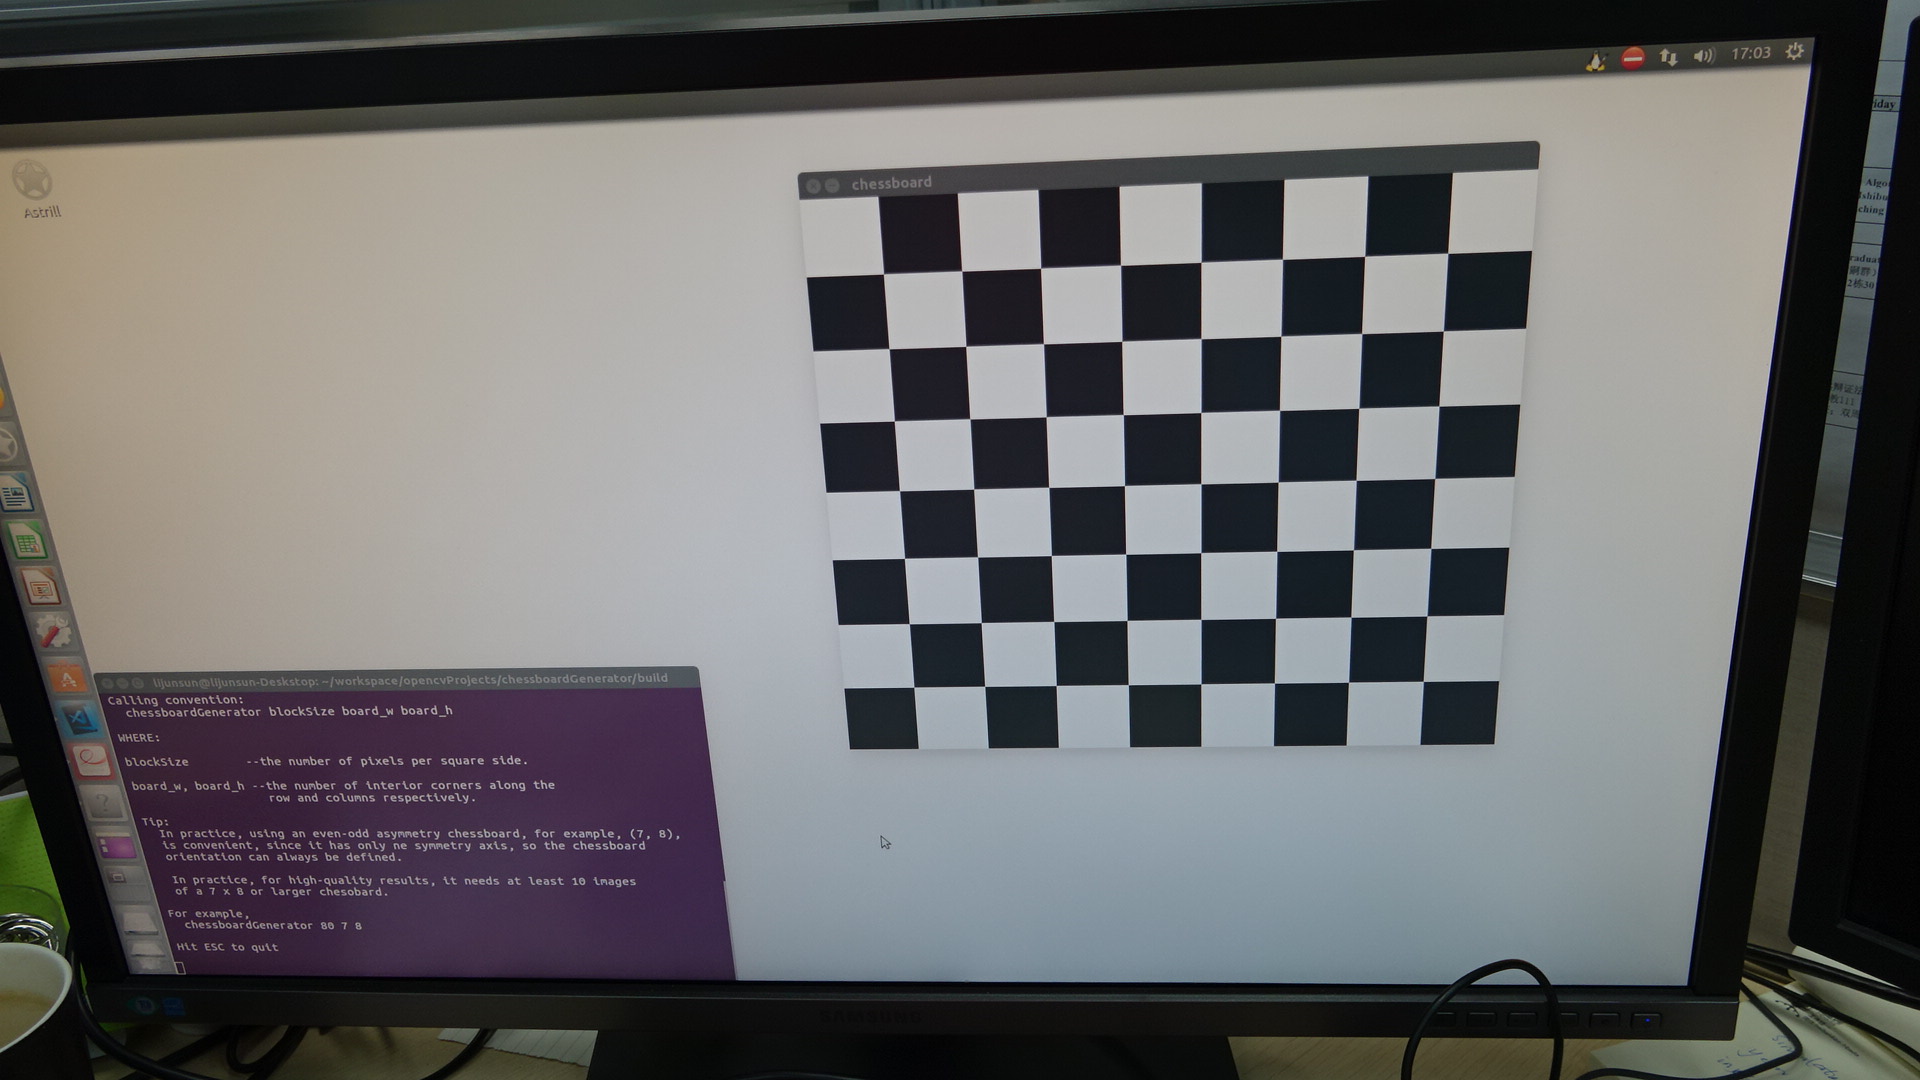 17:03
Astrill
chessboard
lijunsun@lijunsun-Deskstop: ~/workspace/opencvProjects/chessboardGenerator/build
Calling convention:
chessboardGenerator blockSize board_w board_h
WHERE:
blockSize --the number of pixels per square side.
board_w, board_h --the number of interior corners along the
row and columns respectively.
Tip:
In practice, using an even-odd asymmetry chessboard, for example, (7, 8),
is convenient, since it has only ne symmetry axis, so the chessboard
orientation can always be defined.
In practice, for high-quality results, it needs at least 10 images
of a 7 x 8 or larger chesobard.
For example,
chessboardGenerator 80 7 8
Hit ESC to quit
SAMSUNG